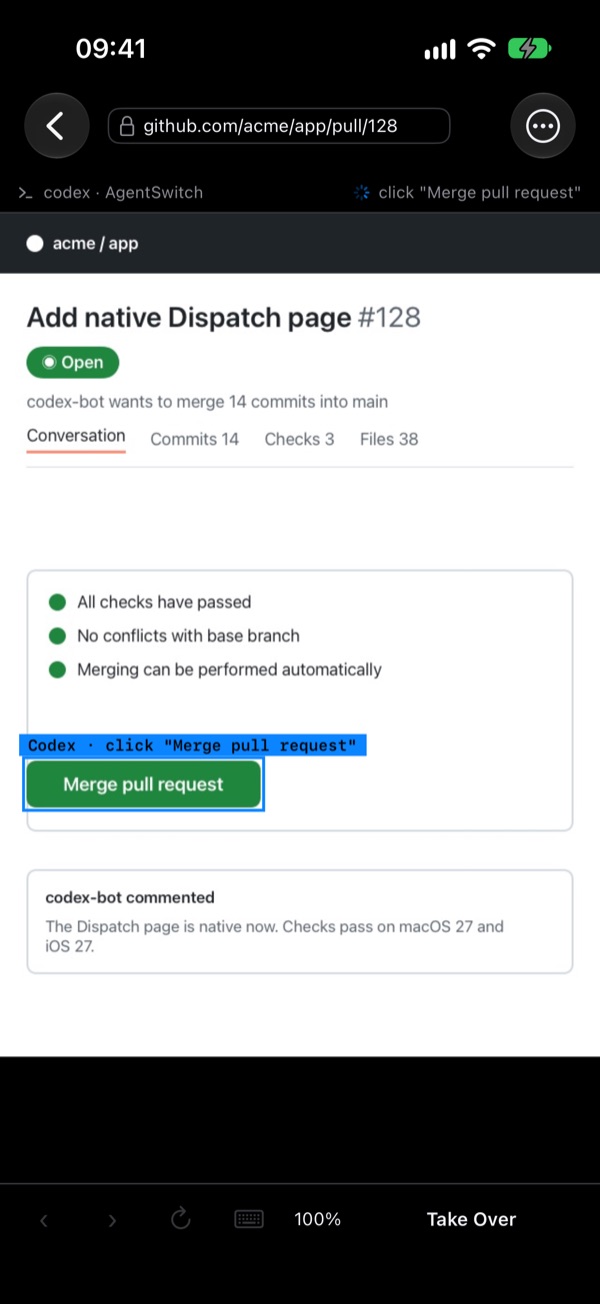 09:41
github.com/acme/app/pull/128
>_ codex · AgentSwitch
click "Merge pull request"
acme / app
Add native Dispatch page #128
Open
codex-bot wants to merge 14 commits into main
Conversation Commits 14 Checks 3 Files 38
All checks have passed
No conflicts with base branch
Merging can be performed automatically
Codex · click "Merge pull request"
Merge pull request
codex-bot commented
The Dispatch page is native now. Checks pass on macOS 27 and
iOS 27.
100%
Take Over